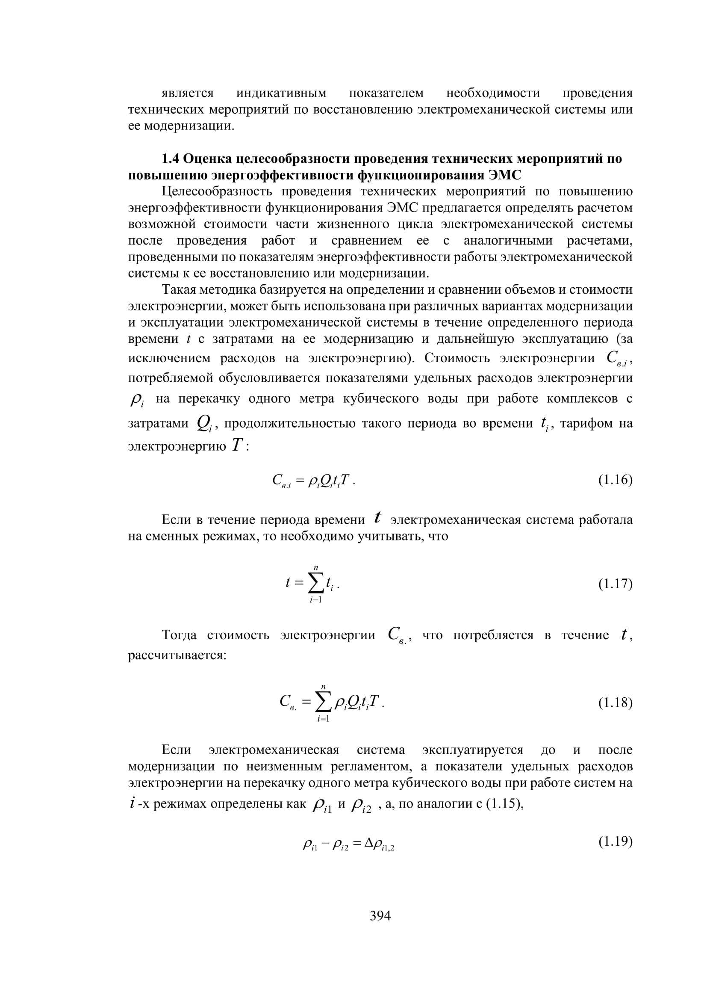 является индикативным показателем необходимости проведения
технических мероприятий по восстановлению электромеханической системы или
ее модернизации.
1.4 Оценка целесообразности проведения технических мероприятий по
повышению энергоэффективности функционирования ЭМС
Целесообразность проведения технических мероприятий по повышению
энергоэффективности функционирования ЭМС предлагается определять расчетом
возможной стоимости части жизненного цикла электромеханической системы
после проведения работ и сравнением ее с аналогичными расчетами,
проведенными по показателям энергоэффективности работы электромеханической
системы к ее восстановлению или модернизации.
Такая методика базируется на определении и сравнении объемов и стоимости
электроэнергии, может быть использована при различных вариантах модернизации
и эксплуатации электромеханической системы в течение определенного периода
времени t с затратами на ее модернизацию и дальнейшую эксплуатацию (за
исключением расходов на электроэнергию). Стоимость электроэнергии $C_{в.i}$,
потребляемой обусловливается показателями удельных расходов электроэнергии
$\rho_i$ на перекачку одного метра кубического воды при работе комплексов с
затратами $Q_i$, продолжительностью такого периода во времени $t_i$, тарифом на
электроэнергию $T$ :
$C_{в.i} = \rho_i Q_i t_i T$ . (1.16)
Если в течение периода времени $t$ электромеханическая система работала
на сменных режимах, то необходимо учитывать, что
$t = \sum_{i=1}^{n} t_i$ . (1.17)
Тогда стоимость электроэнергии $C_{в.}$, что потребляется в течение $t$,
рассчитывается:
$C_{в.} = \sum_{i=1}^{n} \rho_i Q_i t_i T$ . (1.18)
Если электромеханическая система эксплуатируется до и после
модернизации по неизменным регламентом, а показатели удельных расходов
электроэнергии на перекачку одного метра кубического воды при работе систем на
$i$ -х режимах определены как $\rho_{i1}$ и $\rho_{i2}$ , а, по аналогии с (1.15),
$\rho_{i1} - \rho_{i2} = \Delta\rho_{i1,2}$ (1.19)
394